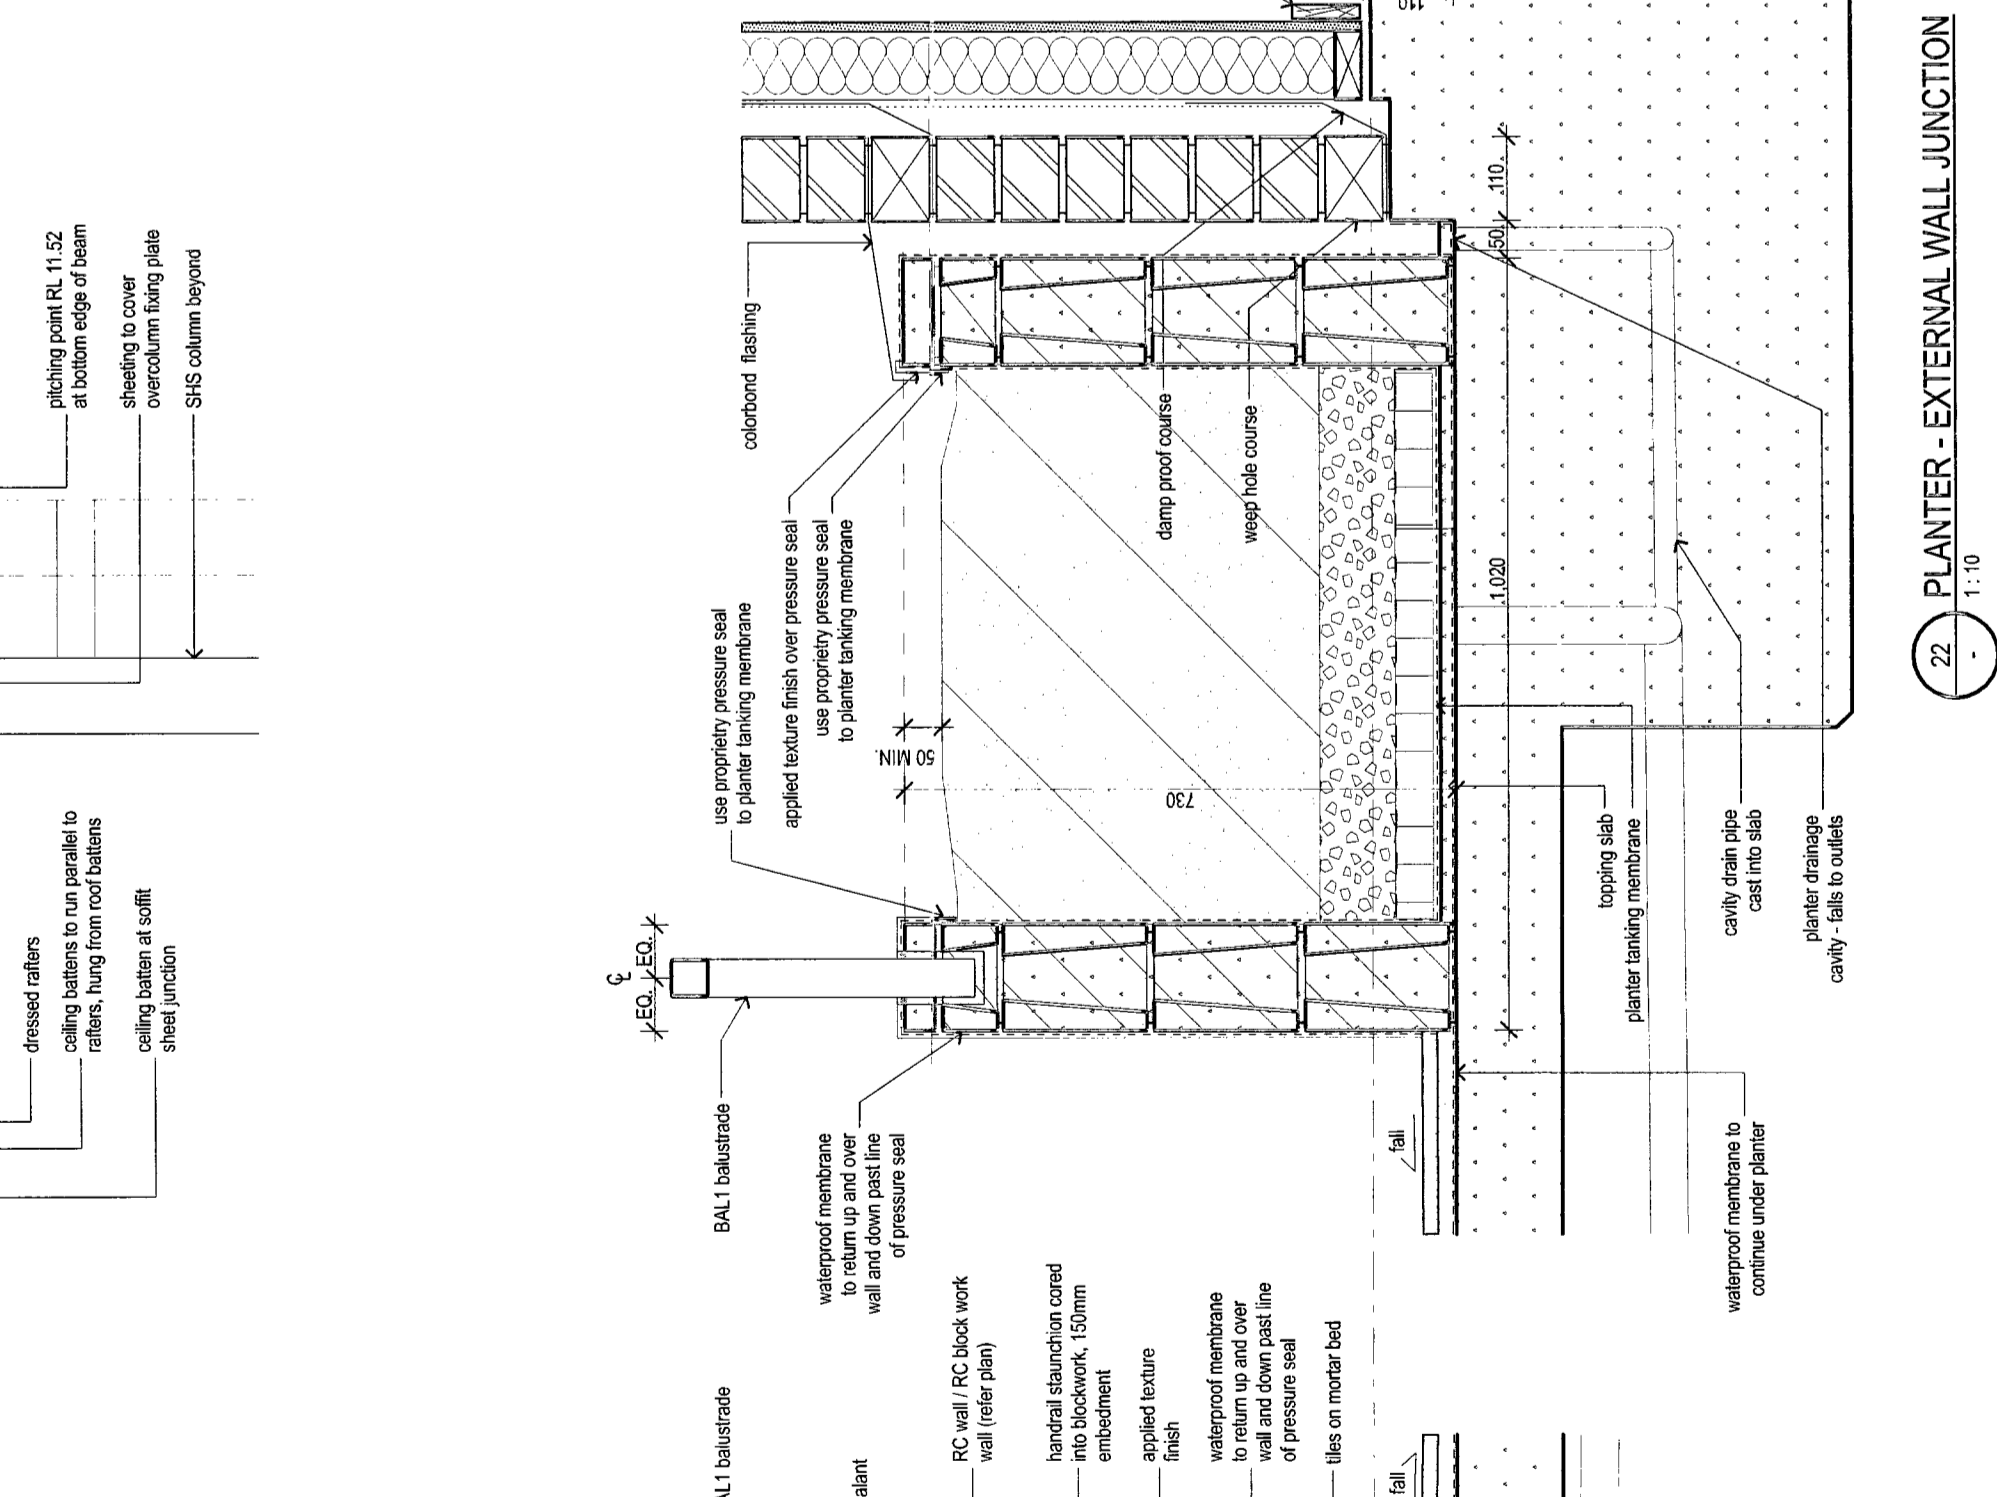 pitching point RL 11.52
at bottom edge of beam
sheeting to cover
overcolumn fixing plate
SHS column beyond
dressed rafters
ceiling battens to run parallel to
rafters, hung from roof battens
ceiling batten at soffit
sheet junction
EQ. EQ.
BAL1 balustrade
use proprietry pressure seal
to planter tanking membrane
colorbond flashing
applied texture finish over pressure seal
use proprietry pressure seal
to planter tanking membrane
waterproof membrane
to return up and over
wall and down past line
of pressure seal
50 MIN.
730
damp proof course
weep hole course
110
fall
1,020
50
110
topping slab
planter tanking membrane
cavity drain pipe
cast into slab
planter drainage
cavity - falls to outlets
waterproof membrane to
continue under planter
AL1 balustrade
alant
RC wall / RC block work
wall (refer plan)
handrail staunchion cored
into blockwork, 150mm
embedment
applied texture
finish
waterproof membrane
to return up and over
wall and down past line
of pressure seal
tiles on mortar bed
fall
22
-
PLANTER - EXTERNAL WALL JUNCTION
1:10